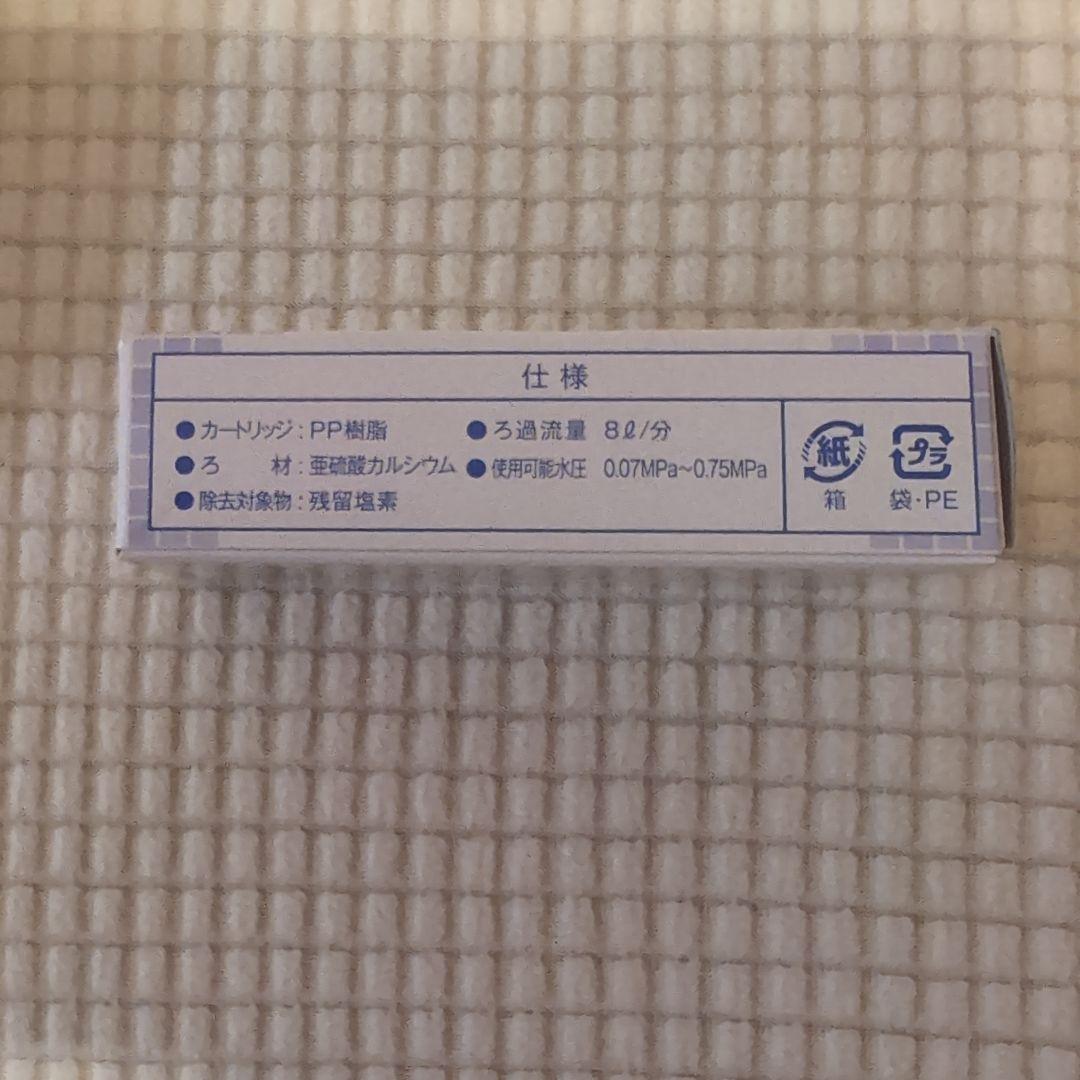 仕様
●カートリッジ:PP樹脂
●ろ材:亜硫酸カルシウム
●除去対象物:残留塩素
●ろ過流量 8ℓ/分
●使用可能水圧 0.07MPa~0.75MPa
紙
箱
プラ
袋・PE